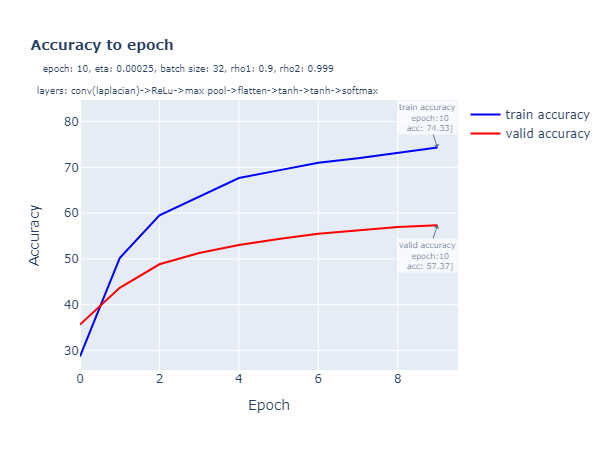 Accuracy to epoch
epoch: 10, eta: 0.00025, batch size: 32, rho1: 0.9, rho2: 0.999
layers: conv(laplacian)->ReLu->max pool->flatten->tanh->tanh->softmax
train accuracy
epoch:10
acc: 74.33]
train accuracy
valid accuracy
80
70
60
50
40
30
Accuracy
valid accuracy
epoch:10
acc: 57.37]
0 2 4 6 8
Epoch